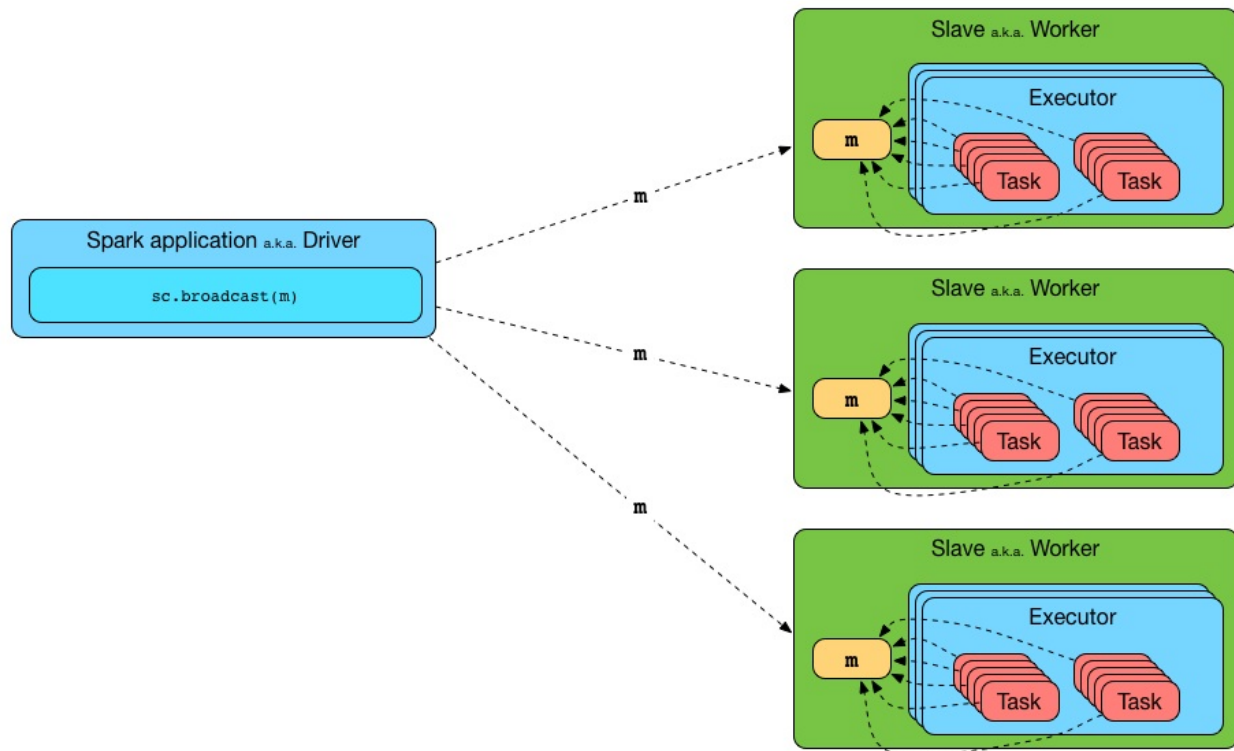 Spark application a.k.a. Driver
sc.broadcast(m)
m
m
m
Slave a.k.a. Worker
Executor
m
Task
Task
Slave a.k.a. Worker
Executor
m
Task
Task
Slave a.k.a. Worker
Executor
m
Task
Task